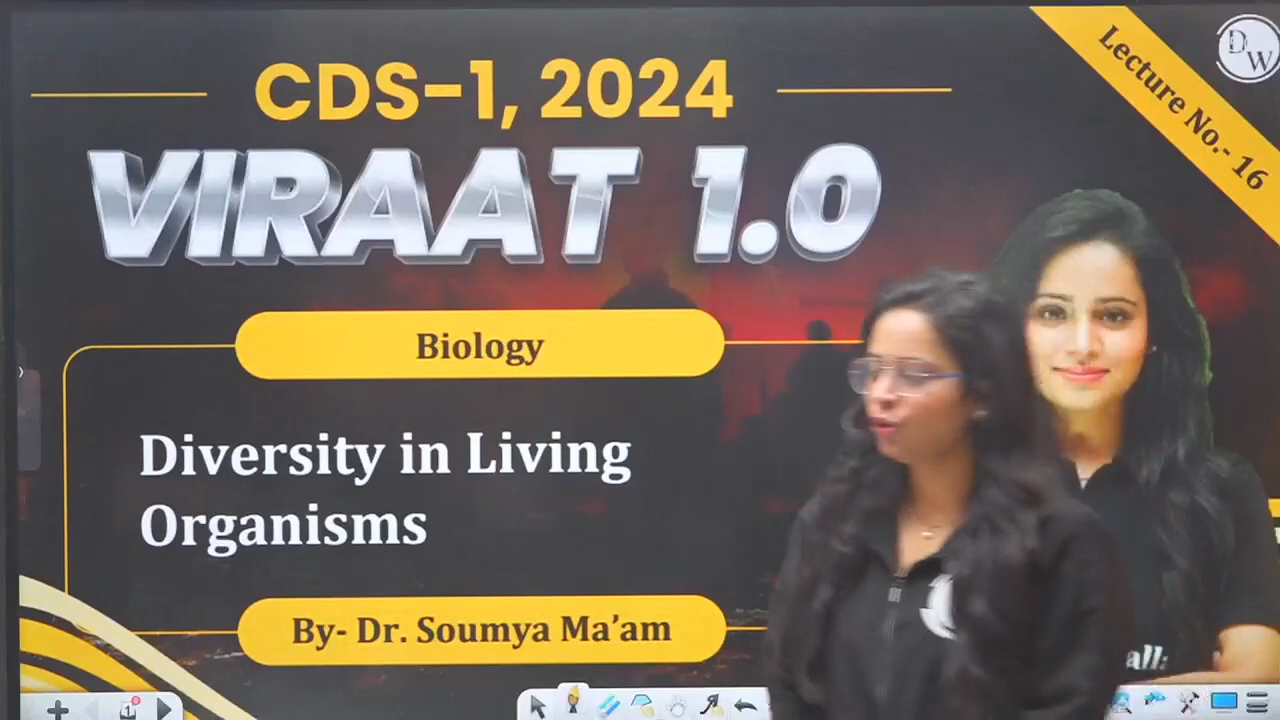 CDS-1, 2024
Lecture No.- 16
DW
VIRAAT 1.0
Biology
Diversity in Living
Organisms
By- Dr. Soumya Ma'am